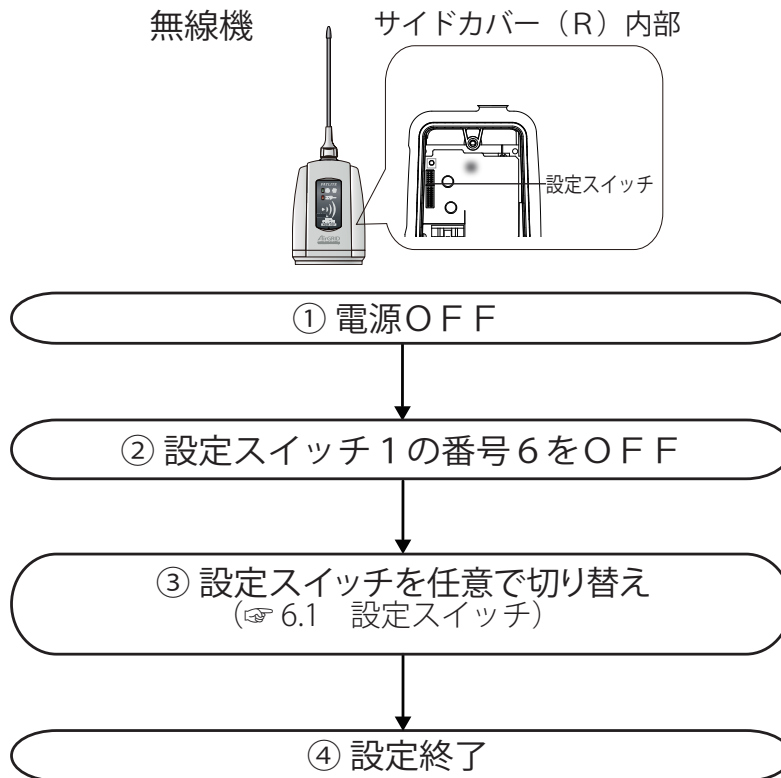 無線機
サイドカバー（R）内部
設定スイッチ
① 電源OFF
② 設定スイッチ１の番号６をOFF
③ 設定スイッチを任意で切り替え
（☞ 6.1　設定スイッチ）
④ 設定終了